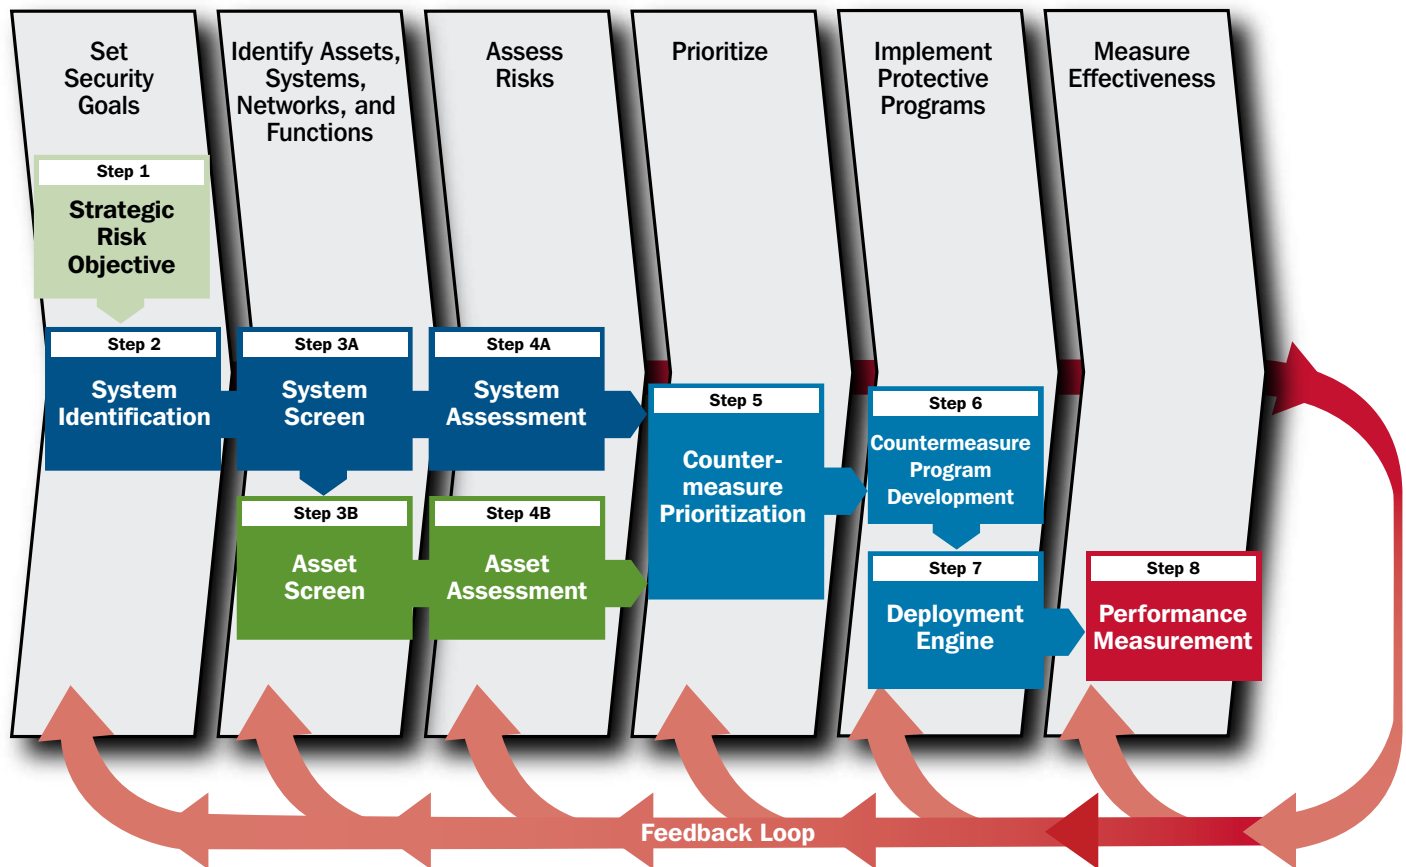 Set
Security
Goals
Identify Assets,
Systems,
Networks, and
Functions
Assess
Risks
Prioritize
Implement
Protective
Programs
Measure
Effectiveness
Step 1
Strategic
Risk
Objective
Step 2
System
Identification
Step 3A
System
Screen
Step 4A
System
Assessment
Step 3B
Asset
Screen
Step 4B
Asset
Assessment
Step 5
Counter-
measure
Prioritization
Step 6
Countermeasure
Program
Development
Step 7
Deployment
Engine
Step 8
Performance
Measurement
Feedback Loop